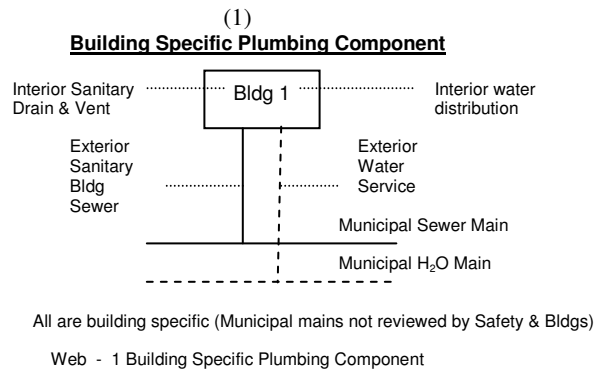 (1)
Building Specific Plumbing Component
Interior Sanitary
Drain & Vent
Bldg 1
Interior water
distribution
Exterior
Sanitary
Bldg
Sewer
Exterior
Water
Service
Municipal Sewer Main
Municipal H₂O Main
All are building specific (Municipal mains not reviewed by Safety & Bldgs)
Web - 1 Building Specific Plumbing Component